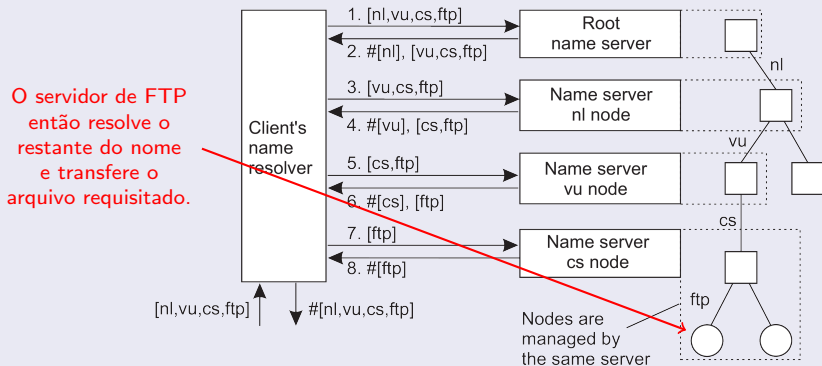 O servidor de FTP
então resolve o
restante do nome
e transfere o
arquivo requisitado.
Client's
name
resolver
1. [nl,vu,cs,ftp]
2. #[nl], [vu,cs,ftp]
3. [vu,cs,ftp]
4. #[vu], [cs,ftp]
5. [cs,ftp]
6. #[cs], [ftp]
7. [ftp]
8. #[ftp]
[nl,vu,cs,ftp]
#[nl,vu,cs,ftp]
Root
name server
Name server
nl node
Name server
vu node
Name server
cs node
nl
vu
cs
ftp
Nodes are
managed by
the same server